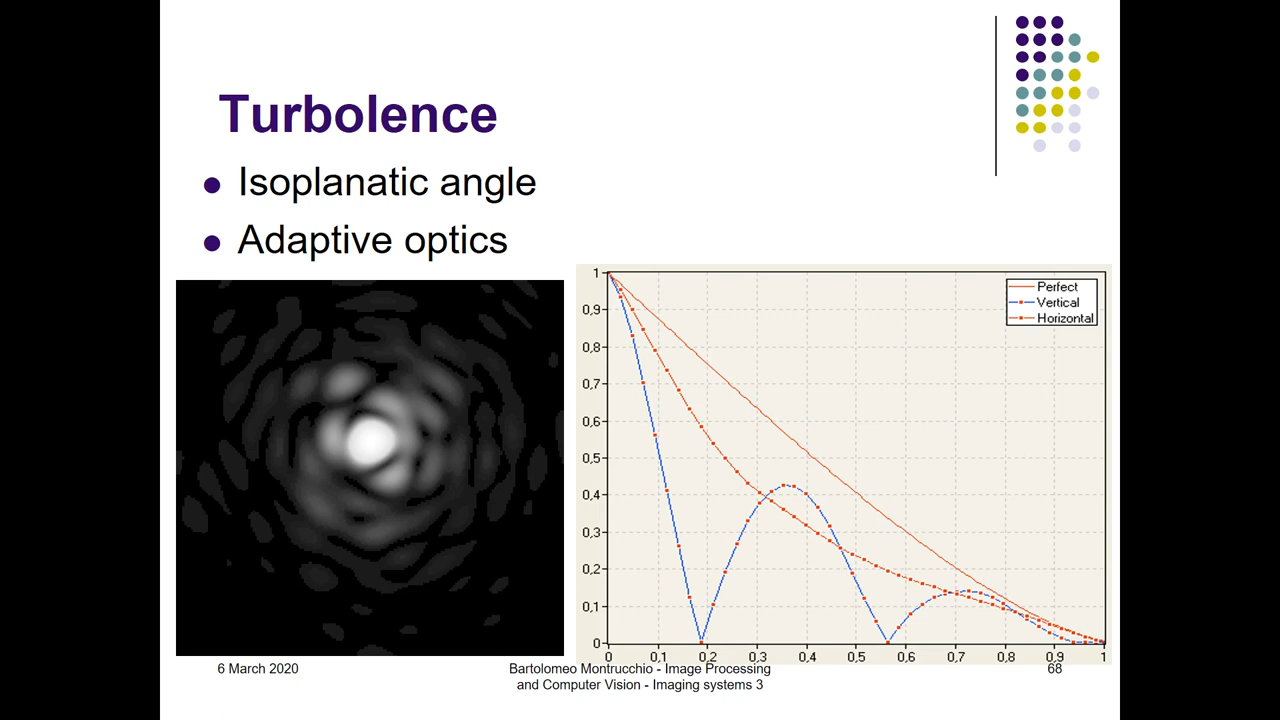 Turbolence
Isoplanatic angle
Adaptive optics
1
0,9
0,8
0,7
0,6
0,5
0,4
0,3
0,2
0,1
0
Perfect
Vertical
Horizontal
0 0,1 0,2 0,3 0,4 0,5 0,6 0,7 0,8 0,9 1
6 March 2020
Bartolomeo Montrucchio - Image Processing
and Computer Vision - Imaging systems 3
68